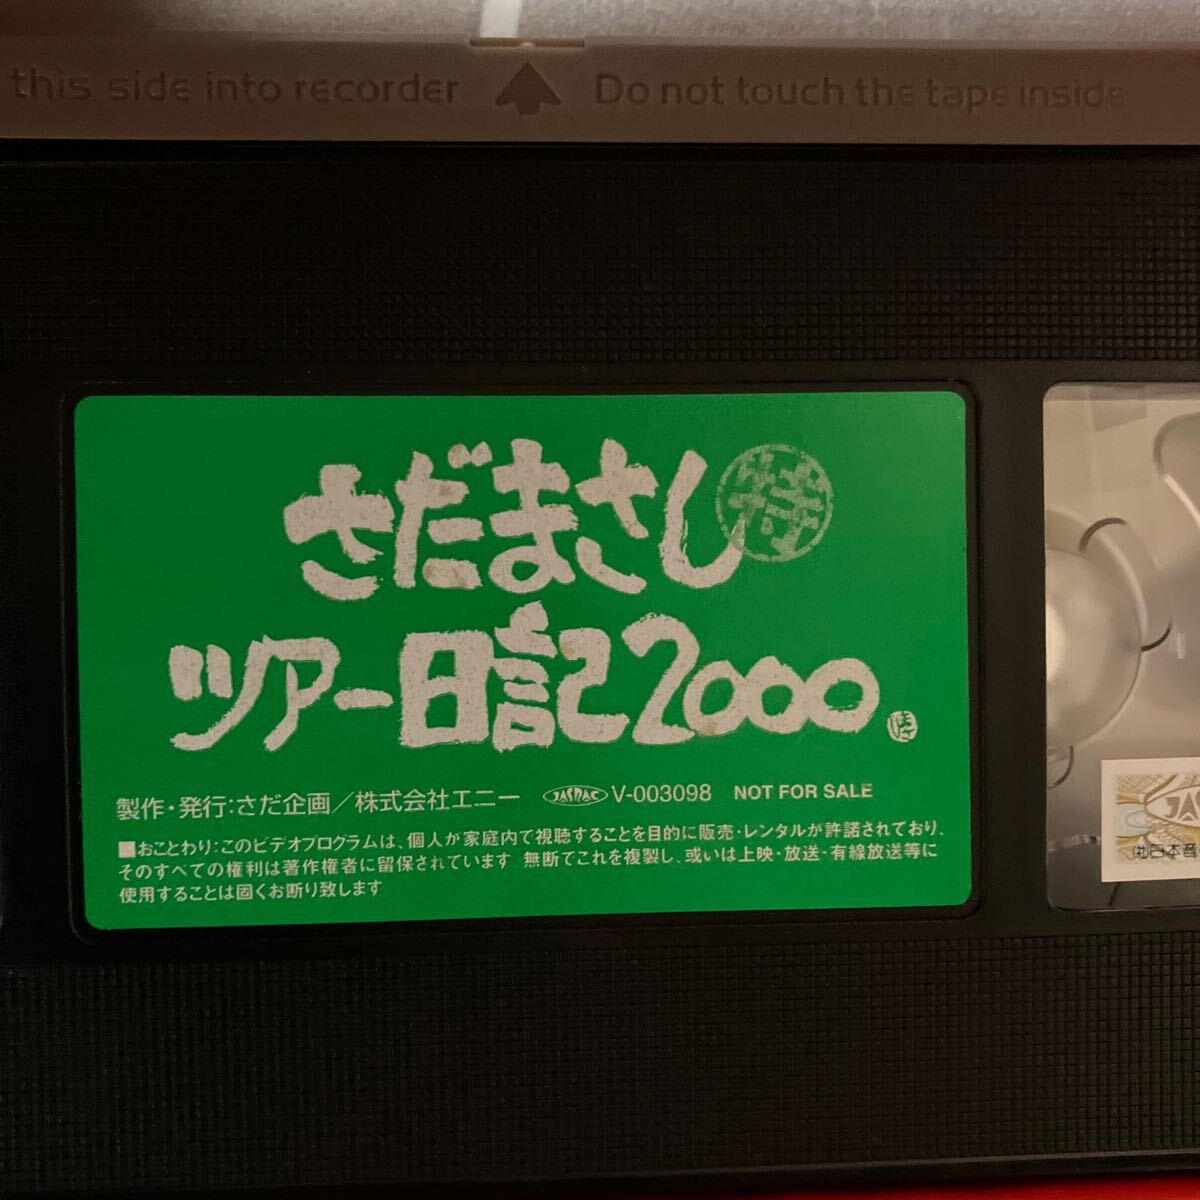 this side into recorder Do not touch the tape inside
さだまさし 特
ツアー日記2000。
製作・発行：さだ企画／株式会社エニー JASRAC V-003098 NOT FOR SALE
■おことわり：このビデオプログラムは、個人が家庭内で視聴することを目的に販売・レンタルが許諾されており、
そのすべての権利は著作権者に留保されています 無断でこれを複製し、或いは上映・放送・有線放送等に
使用することは固くお断り致します
JAS
㈳日本音